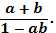 a + b
1 − ab.